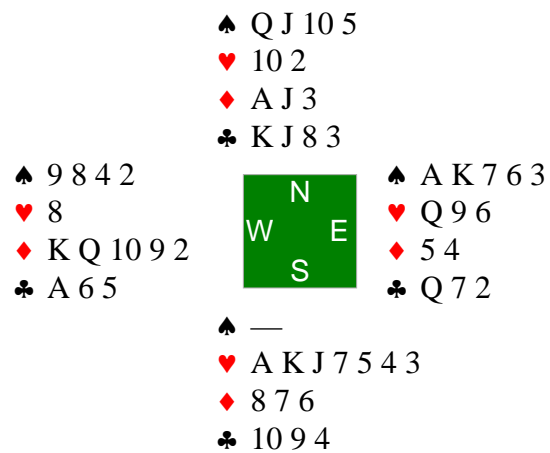 ♠ Q J 10 5
♥ 10 2
♦ A J 3
♣ K J 8 3
♠ 9 8 4 2
♥ 8
♦ K Q 10 9 2
♣ A 6 5
N
W E
S
♠ A K 7 6 3
♥ Q 9 6
♦ 5 4
♣ Q 7 2
♠ —
♥ A K J 7 5 4 3
♦ 8 7 6
♣ 10 9 4